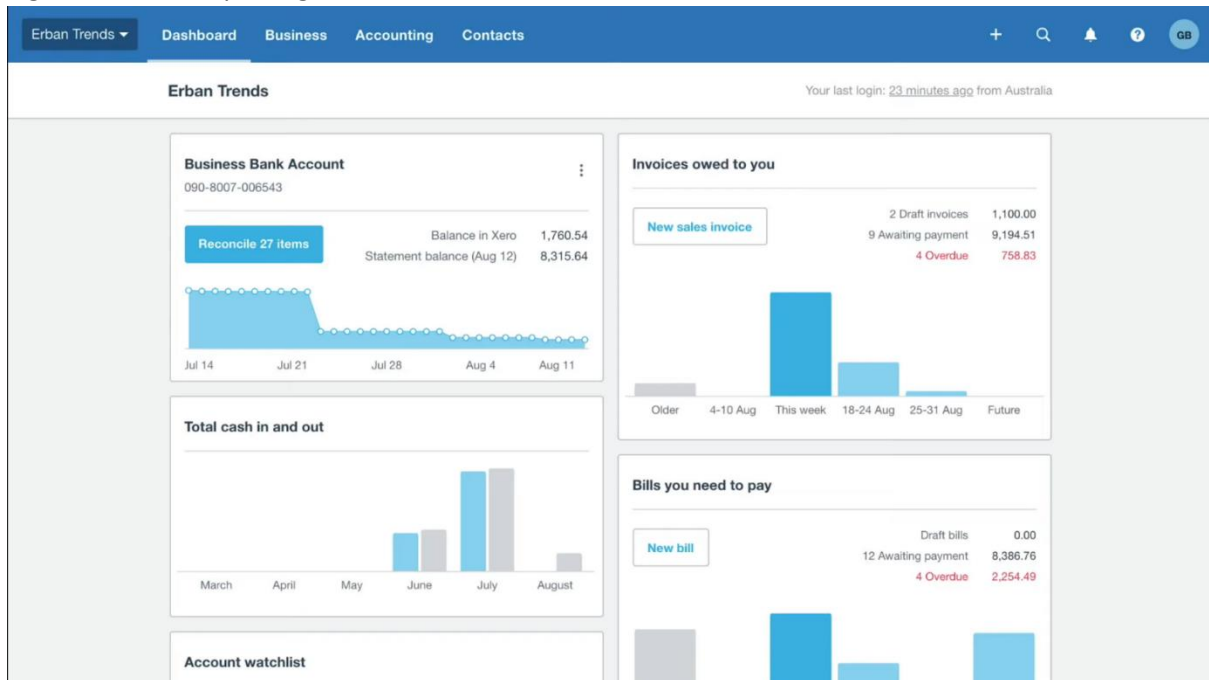 Erban Trends Dashboard Business Accounting Contacts GB
Erban Trends
Your last login: 23 minutes ago from Australia
Business Bank Account
090-8007-006543
Reconcile 27 items
Balance in Xero 1,760.54
Statement balance (Aug 12) 8,315.64
Jul 14 Jul 21 Jul 28 Aug 4 Aug 11
Total cash in and out
March April May June July August
Account watchlist
Invoices owed to you
New sales invoice
2 Draft invoices 1,100.00
9 Awaiting payment 9,194.51
4 Overdue 758.83
Older 4-10 Aug This week 18-24 Aug 25-31 Aug Future
Bills you need to pay
New bill
Draft bills 0.00
12 Awaiting payment 8,386.76
4 Overdue 2,254.49